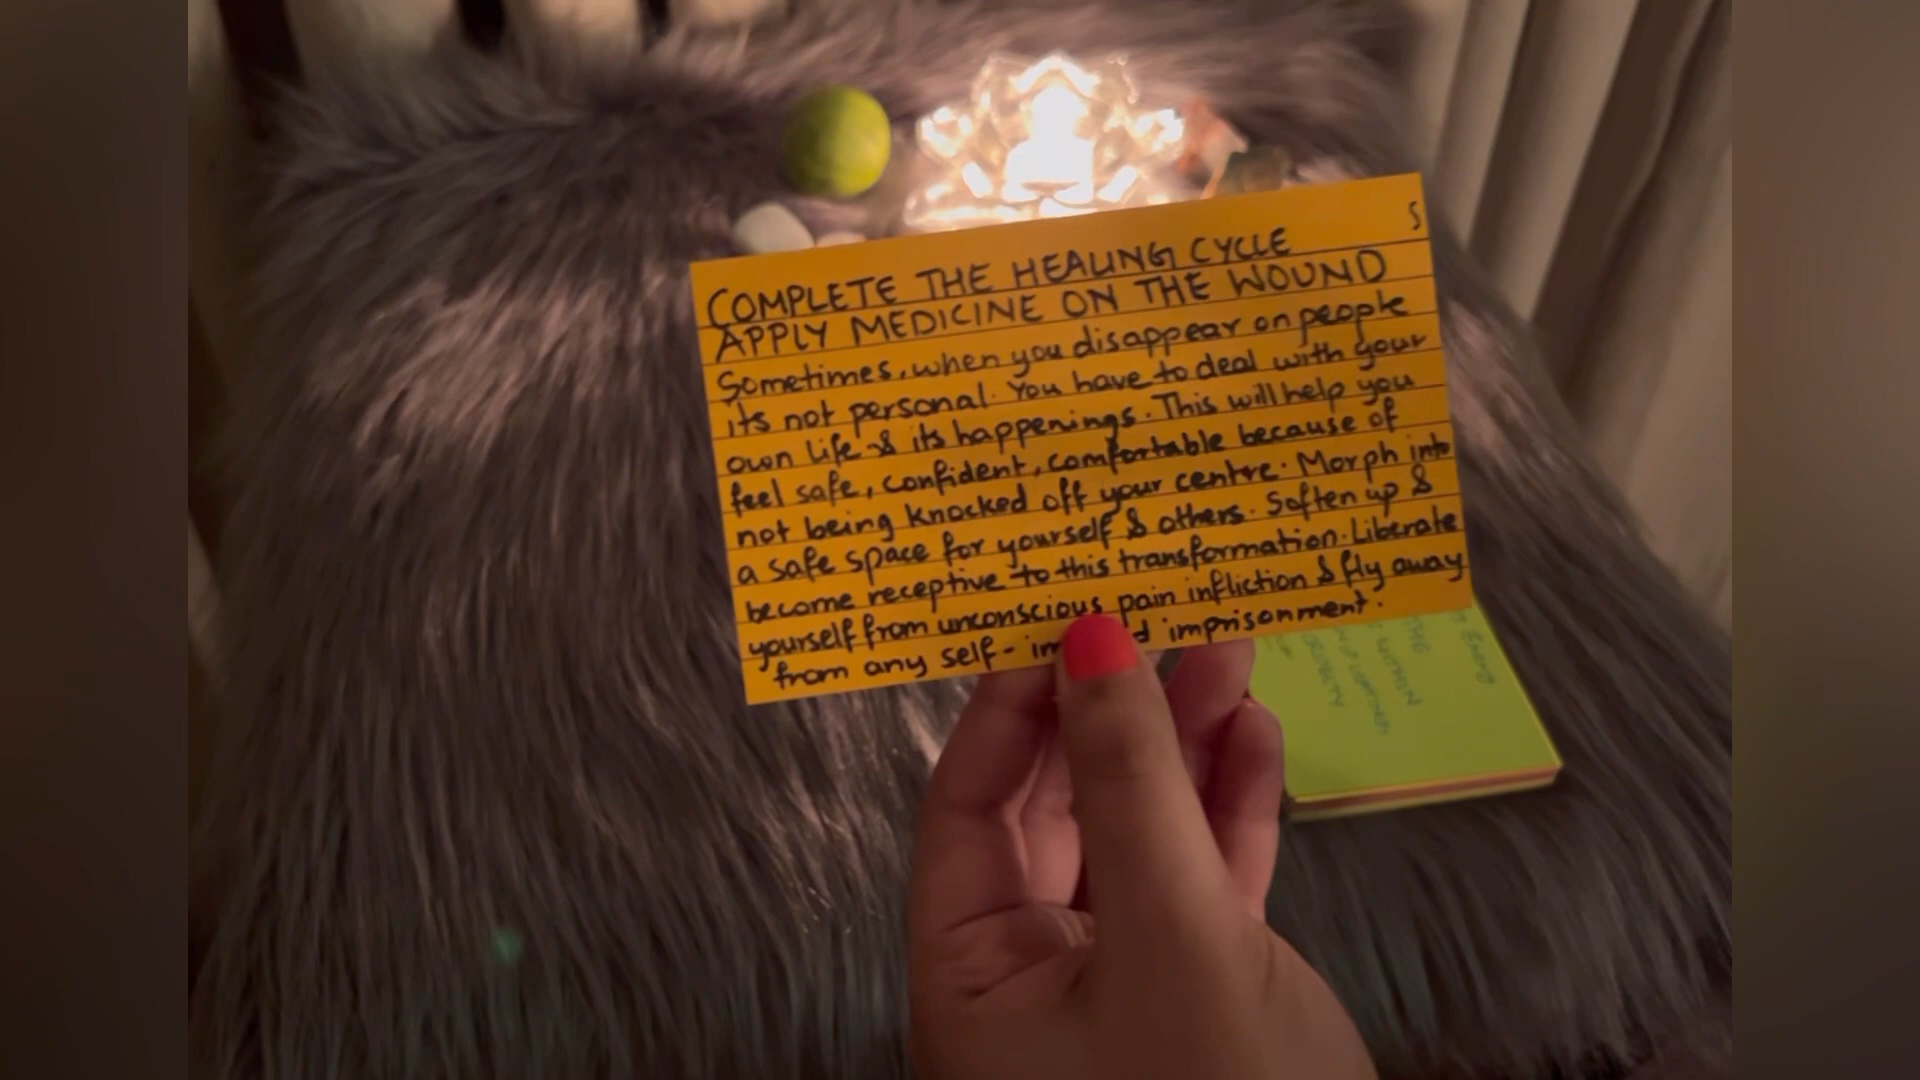 S
COMPLETE THE HEALING CYCLE
APPLY MEDICINE ON THE WOUND
Sometimes, when you disappear on people
its not personal. You have to deal with your
own life & its happenings. This will help you
feel safe, confident, comfortable because of
not being knocked off your centre. Morph into
a safe space for yourself & others. Soften up &
become receptive to this transformation. Liberate
yourself from unconscious pain infliction & fly away
from any self- imprisonment.
THE
WITHIN